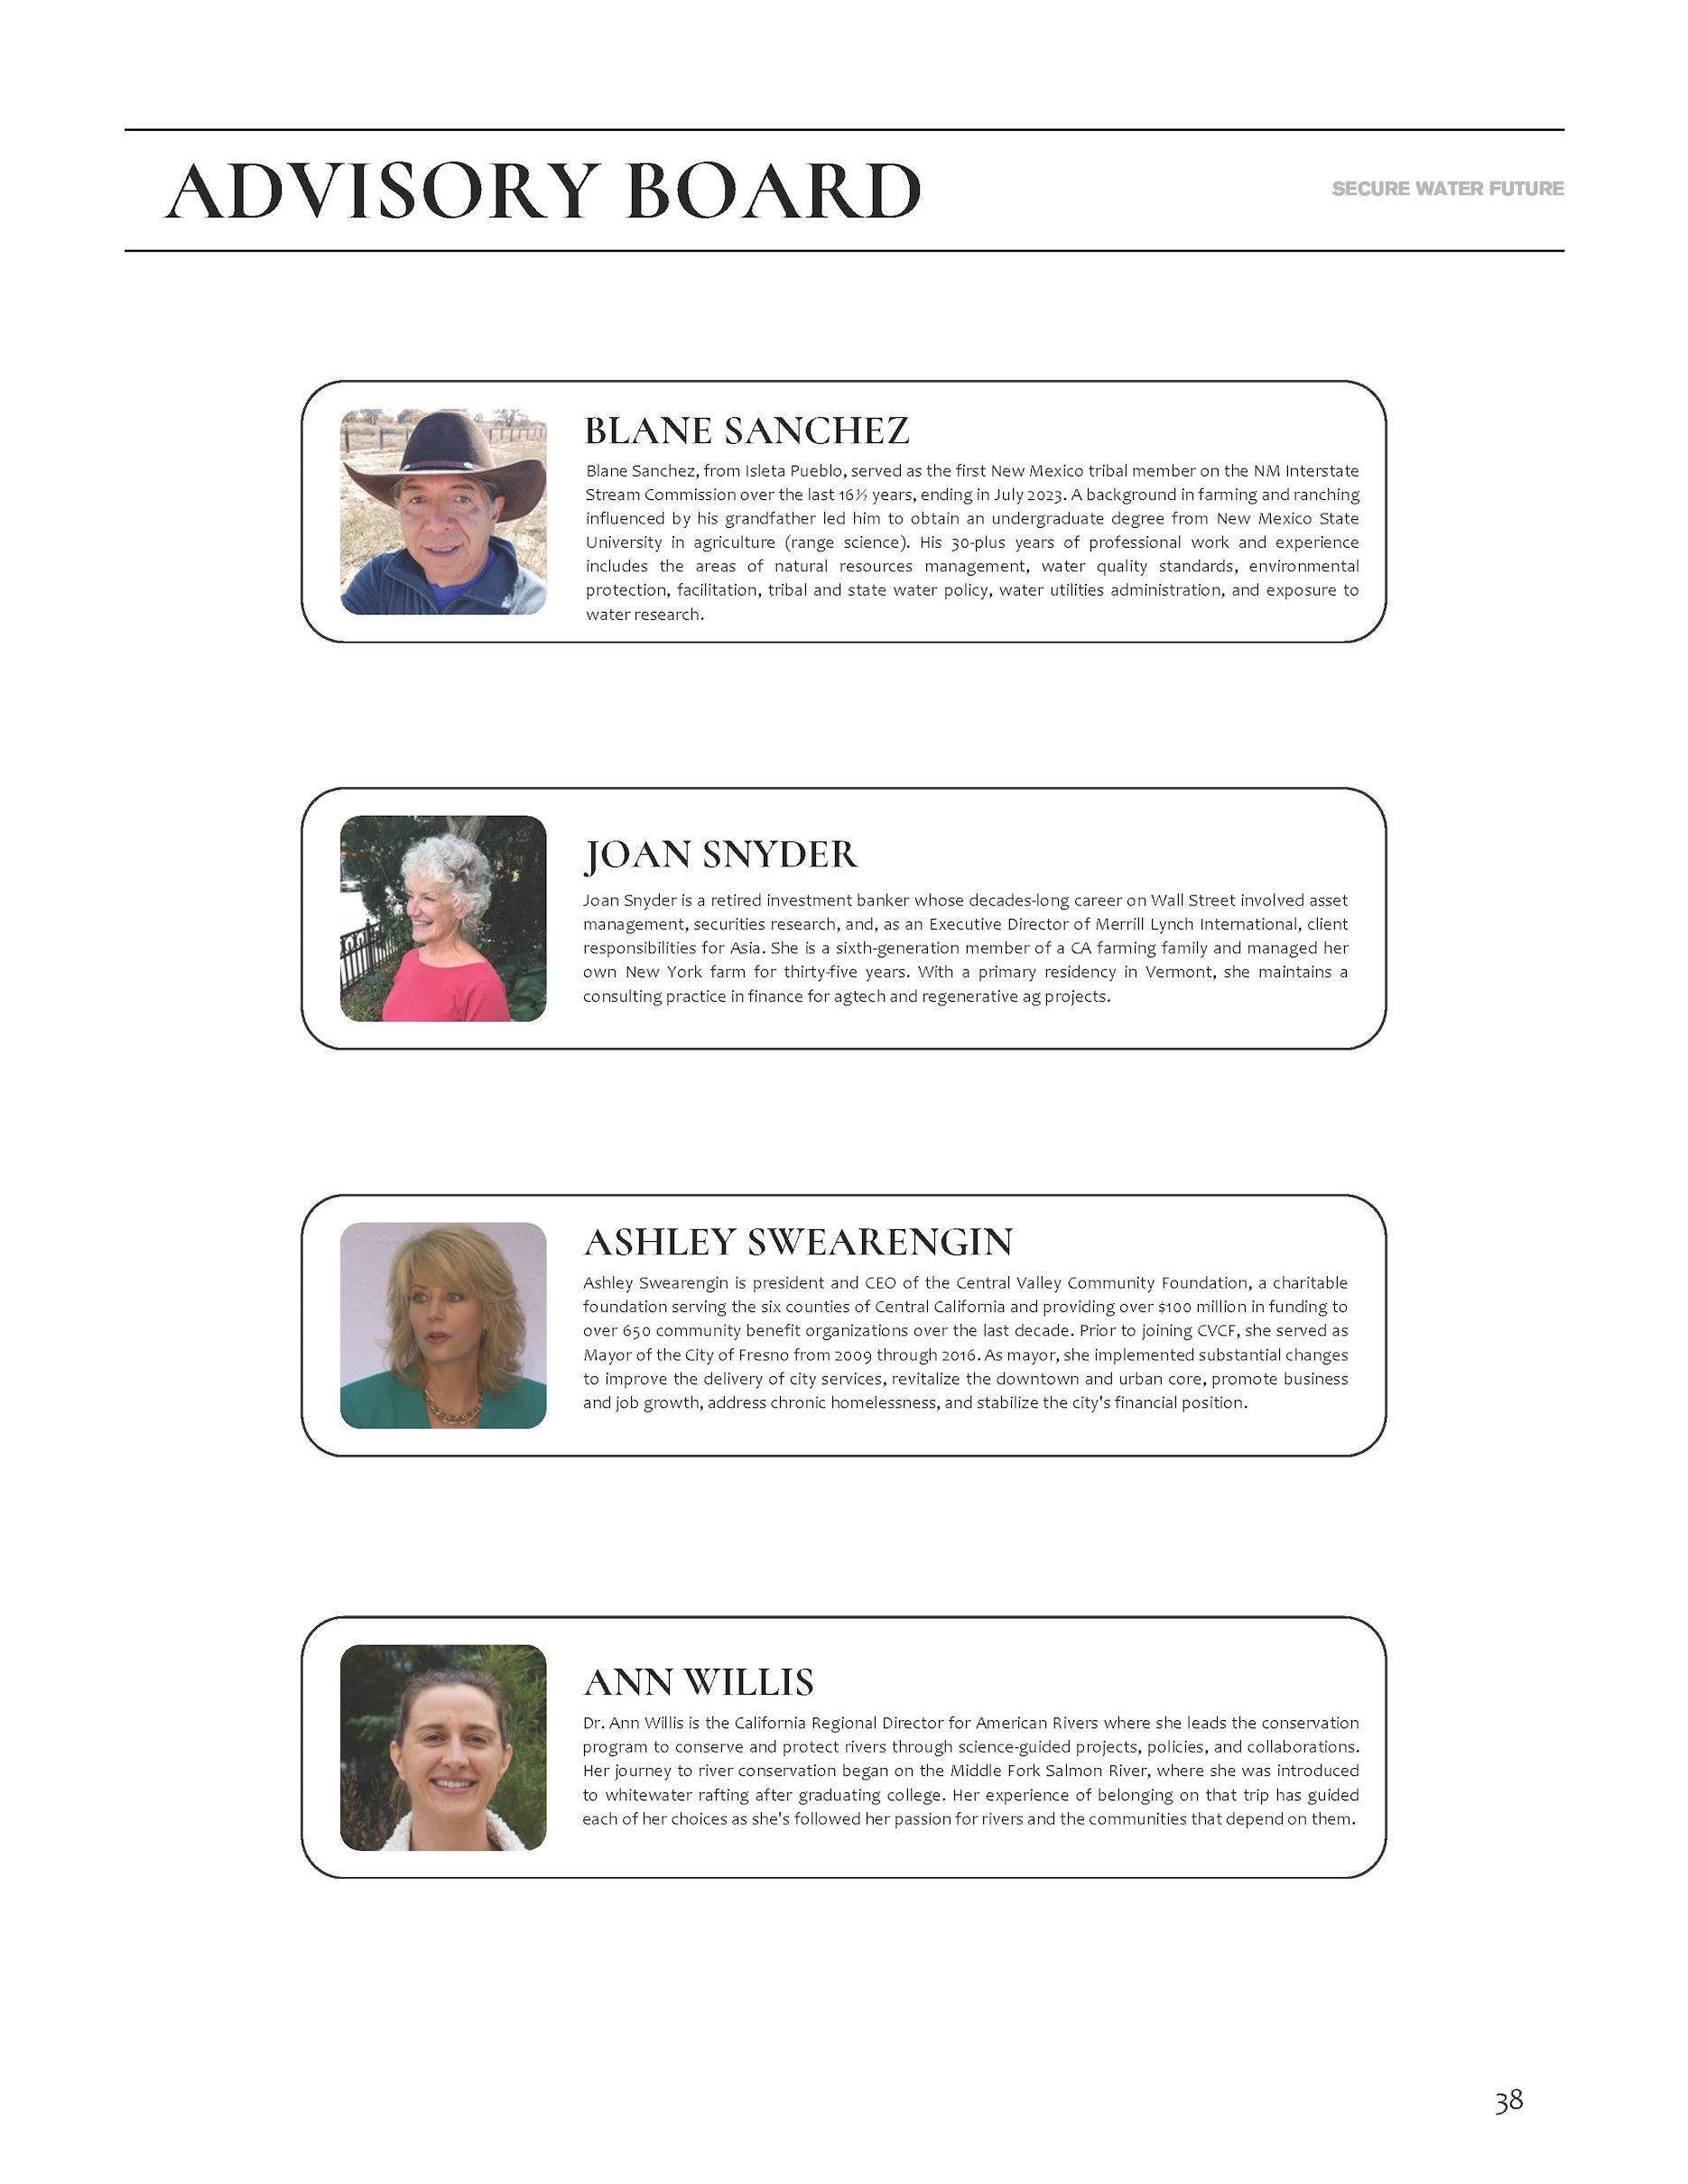 ADVISORY BOARD
SECURE WATER FUTURE
BLANE SANCHEZ
Blane Sanchez, from Isleta Pueblo, served as the first New Mexico tribal member on the NM Interstate
Stream Commission over the last 16½ years, ending in July 2023. A background in farming and ranching
influenced by his grandfather led him to obtain an undergraduate degree from New Mexico State
University in agriculture (range science). His 30-plus years of professional work and experience
includes the areas of natural resources management, water quality standards, environmental
protection, facilitation, tribal and state water policy, water utilities administration, and exposure to
water research.
JOAN SNYDER
Joan Snyder is a retired investment banker whose decades-long career on Wall Street involved asset
management, securities research, and, as an Executive Director of Merrill Lynch International, client
responsibilities for Asia. She is a sixth-generation member of a CA farming family and managed her
own New York farm for thirty-five years. With a primary residency in Vermont, she maintains a
consulting practice in finance for agtech and regenerative ag projects.
ASHLEY SWEARENGIN
Ashley Swearengin is president and CEO of the Central Valley Community Foundation, a charitable
foundation serving the six counties of Central California and providing over $100 million in funding to
over 650 community benefit organizations over the last decade. Prior to joining CVCF, she served as
Mayor of the City of Fresno from 2009 through 2016. As mayor, she implemented substantial changes
to improve the delivery of city services, revitalize the downtown and urban core, promote business
and job growth, address chronic homelessness, and stabilize the city's financial position.
ANN WILLIS
Dr. Ann Willis is the California Regional Director for American Rivers where she leads the conservation
program to conserve and protect rivers through science-guided projects, policies, and collaborations.
Her journey to river conservation began on the Middle Fork Salmon River, where she was introduced
to whitewater rafting after graduating college. Her experience of belonging on that trip has guided
each of her choices as she's followed her passion for rivers and the communities that depend on them.
38